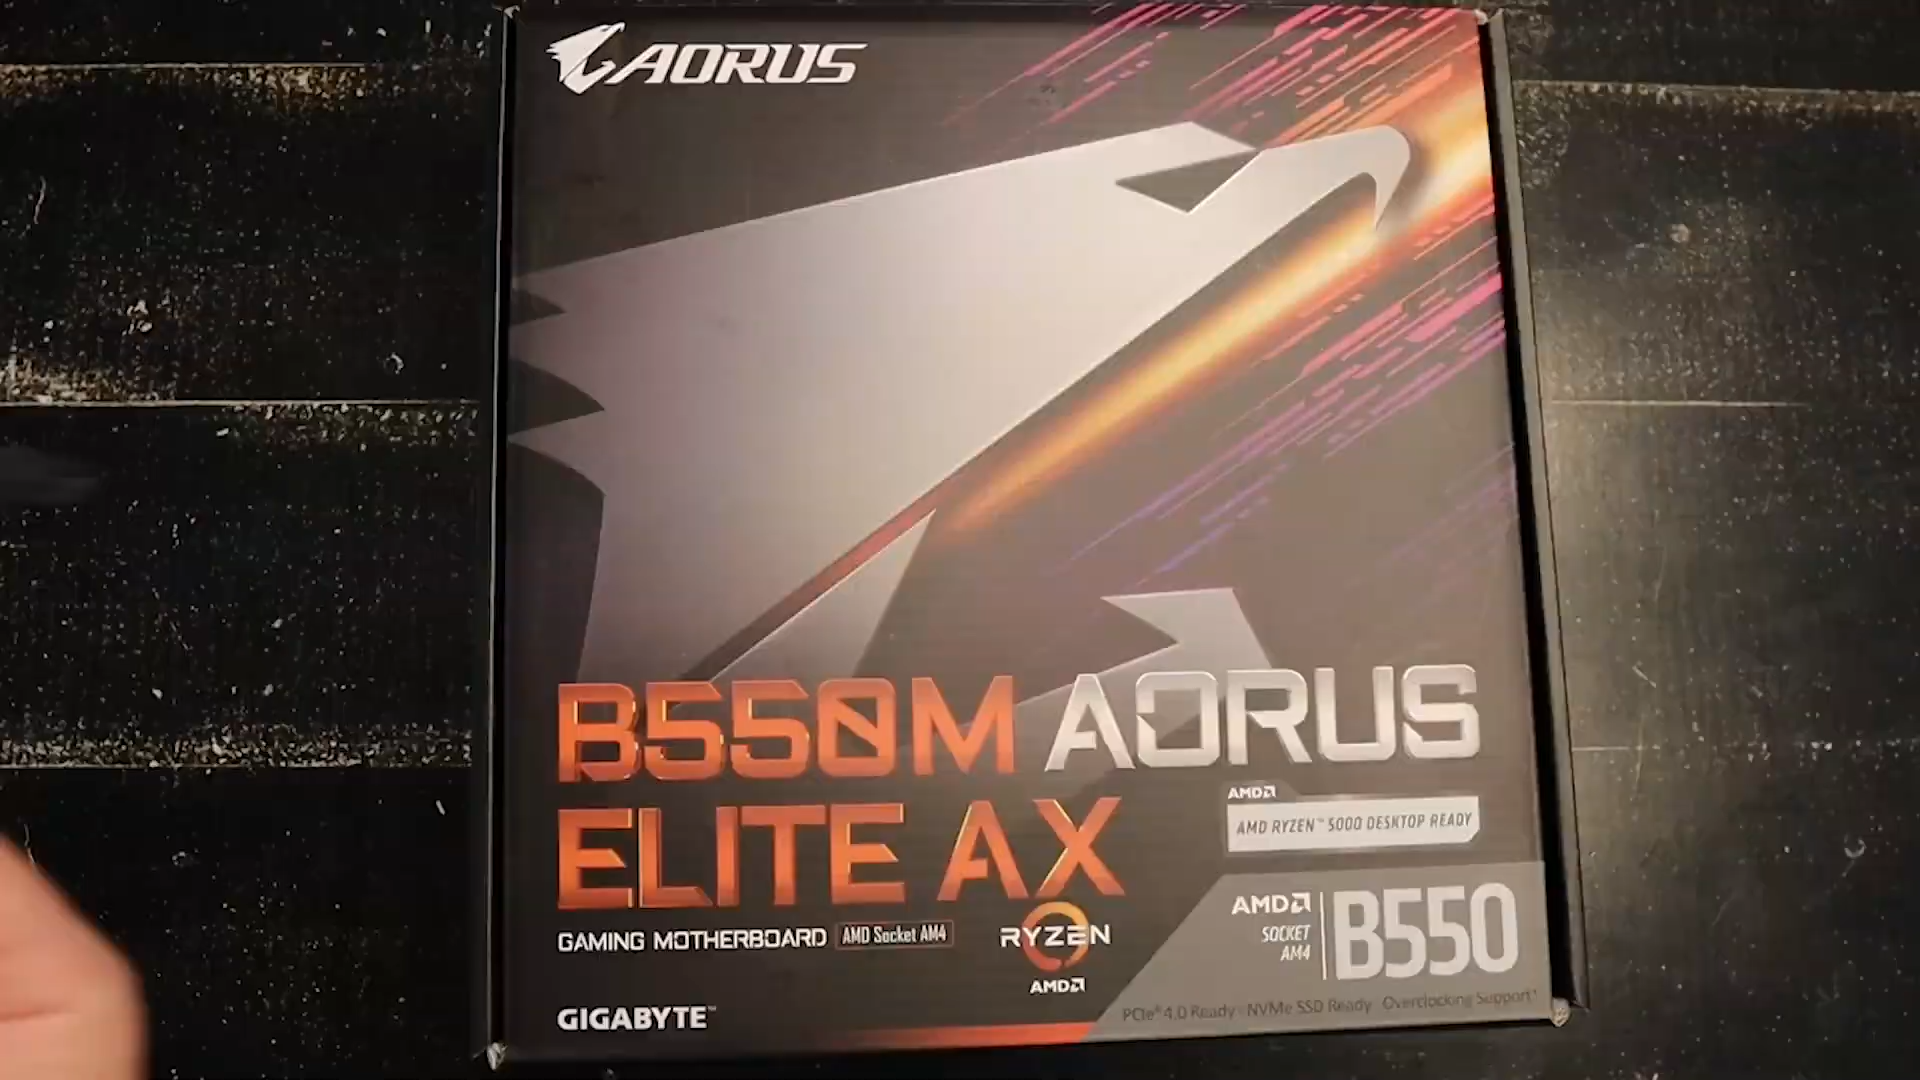 AORUS
B550M AORUS
ELITE AX
AMD
AMD RYZEN™ 5000 DESKTOP READY
GAMING MOTHERBOARD AMD Socket AM4
RYZEN
AMD
AMD
SOCKET
AM4
B550
GIGABYTE™
PCIe® 4.0 Ready · NVMe SSD Ready · Overclocking Support*